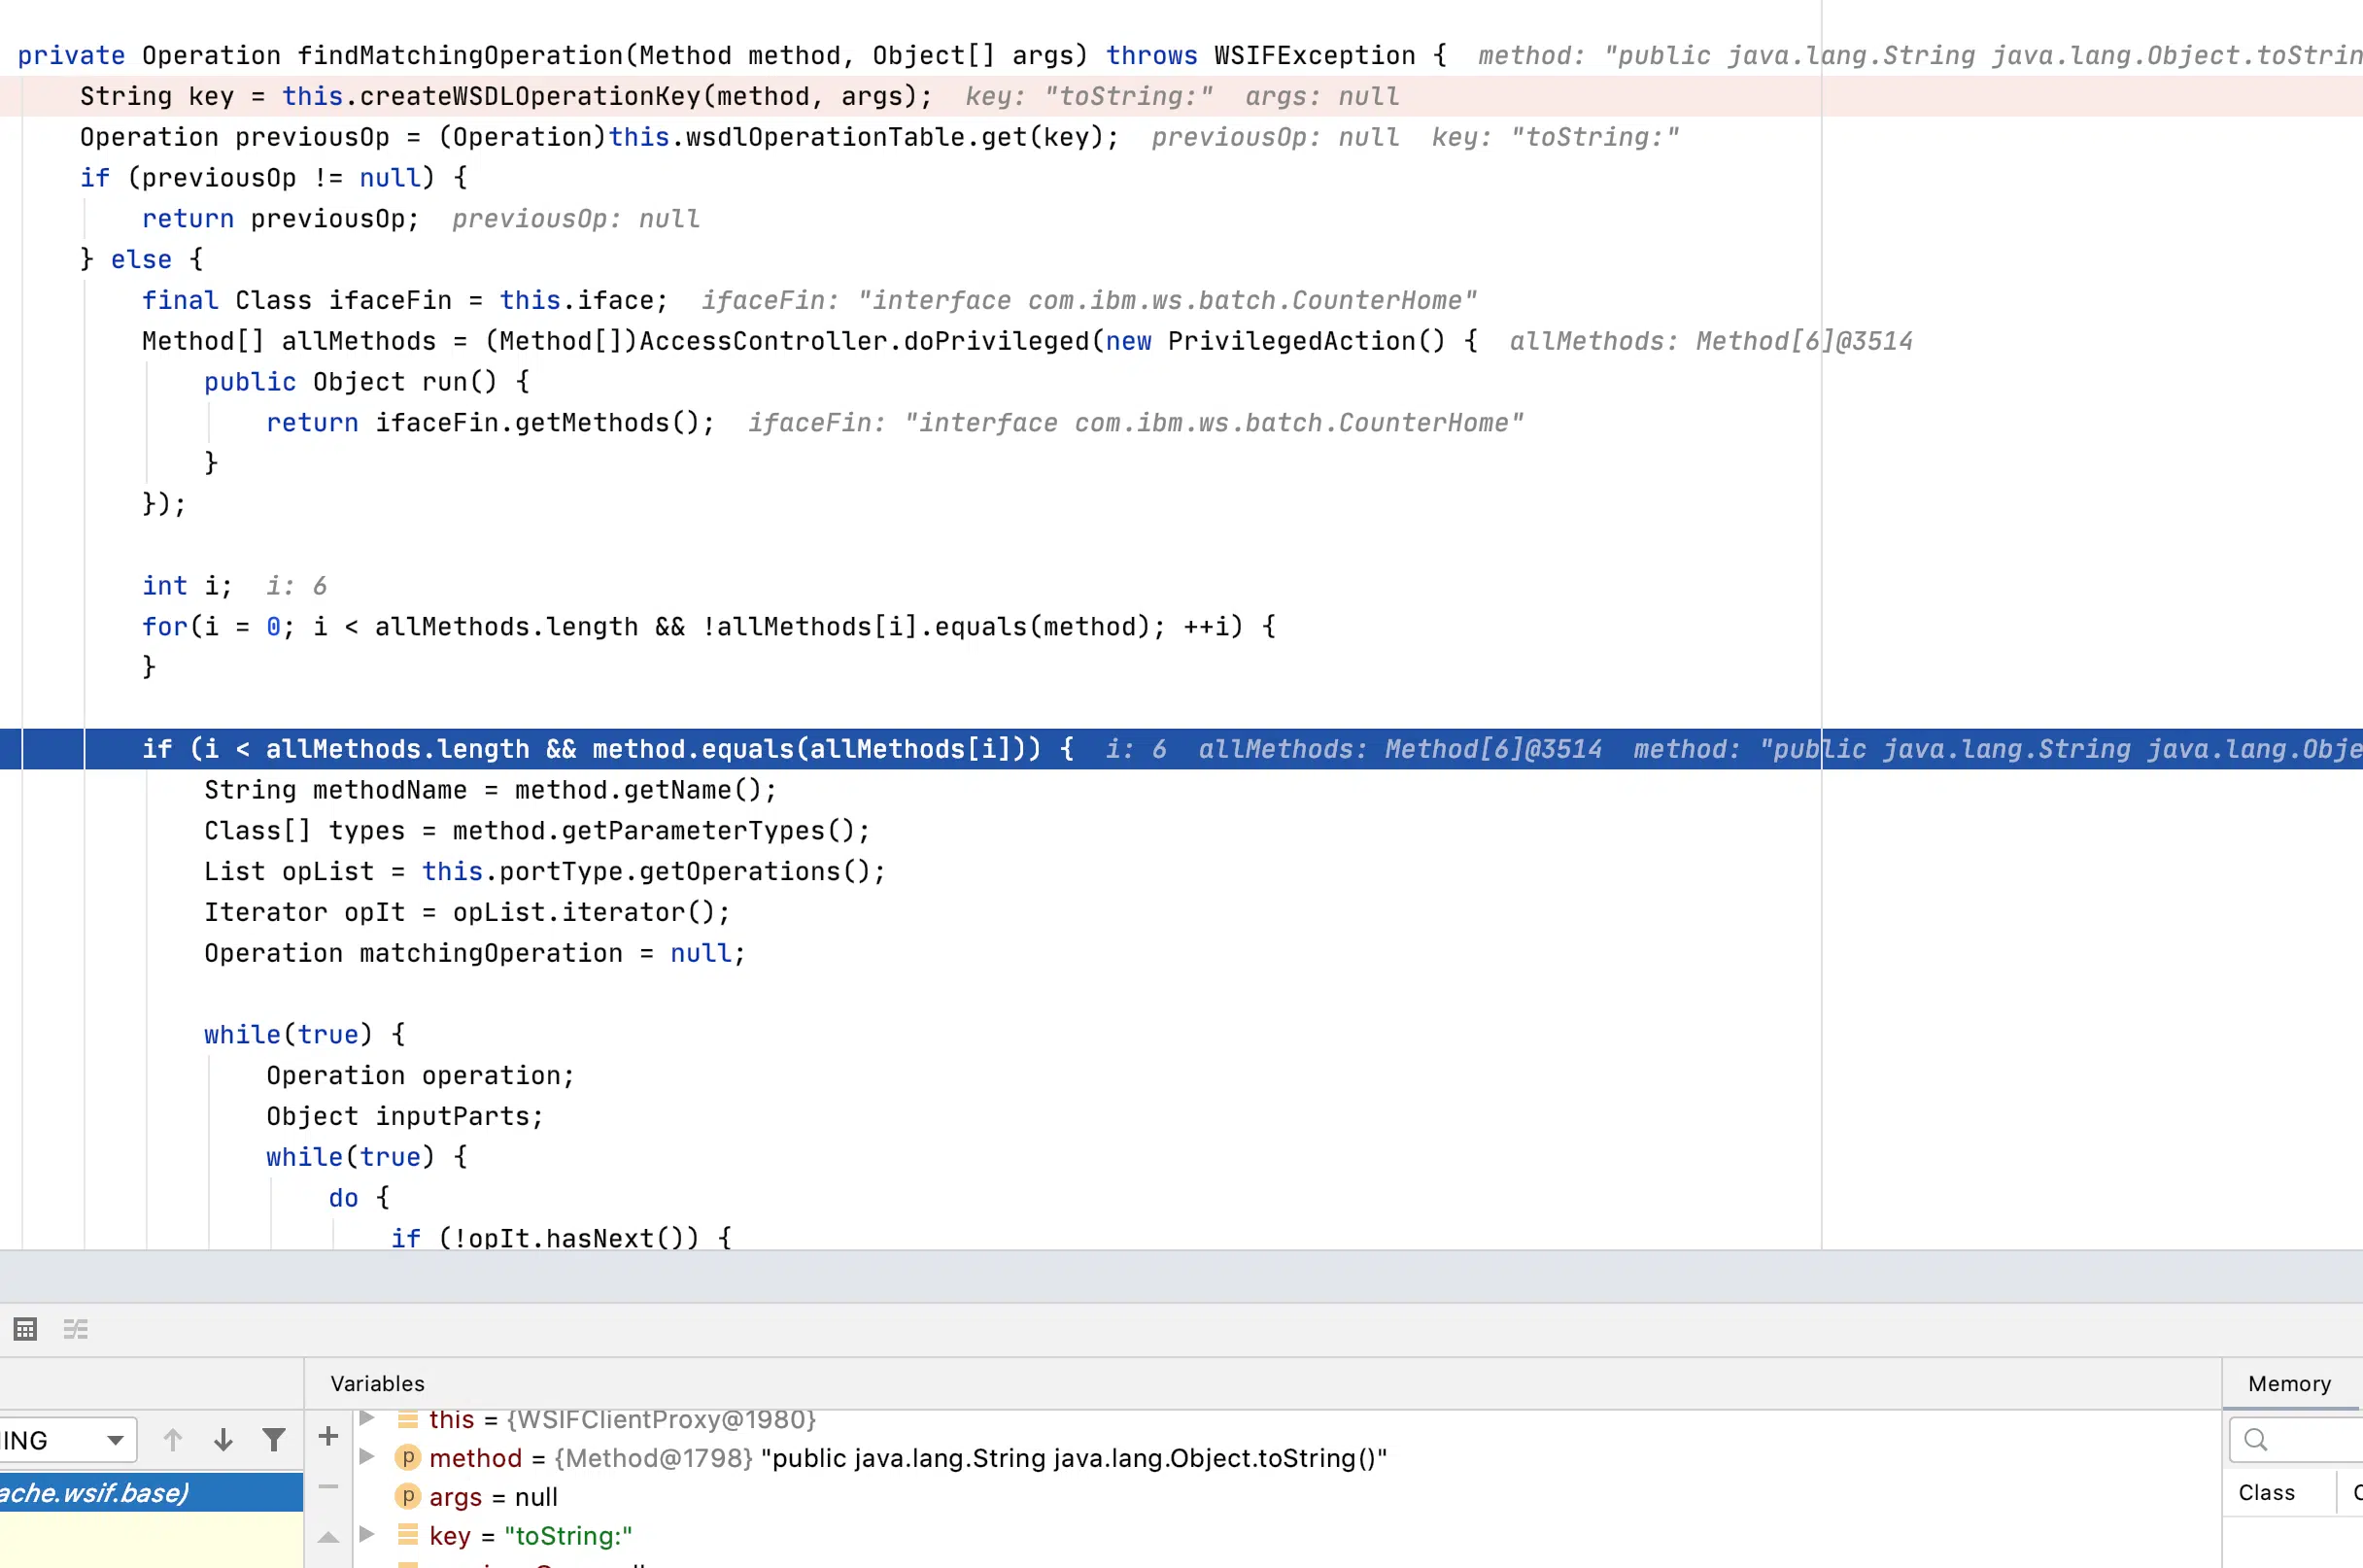 private Operation findMatchingOperation(Method method, Object[] args) throws WSIFException {  method: "public java.lang.String java.lang.Object.toStrin
String key = this.createWSDLOperationKey(method, args);  key: "toString:"  args: null
Operation previousOp = (Operation)this.wsdlOperationTable.get(key);  previousOp: null  key: "toString:"
if (previousOp != null) {
return previousOp;  previousOp: null
} else {
final Class ifaceFin = this.iface;  ifaceFin: "interface com.ibm.ws.batch.CounterHome"
Method[] allMethods = (Method[])AccessController.doPrivileged(new PrivilegedAction() {  allMethods: Method[6]@3514
public Object run() {
return ifaceFin.getMethods();  ifaceFin: "interface com.ibm.ws.batch.CounterHome"
}
});
int i;  i: 6
for(i = 0; i < allMethods.length && !allMethods[i].equals(method); ++i) {
}
if (i < allMethods.length && method.equals(allMethods[i])) {  i: 6  allMethods: Method[6]@3514  method: "public java.lang.String java.lang.Obje
String methodName = method.getName();
Class[] types = method.getParameterTypes();
List opList = this.portType.getOperations();
Iterator opIt = opList.iterator();
Operation matchingOperation = null;
while(true) {
Operation operation;
Object inputParts;
while(true) {
do {
if (!opIt.hasNext()) {
Variables
Memory
ING
this = {WSIFClientProxy@1980}
method = {Method@1798} "public java.lang.String java.lang.Object.toString()"
ache.wsif.base)
args = null
Class
key = "toString:"